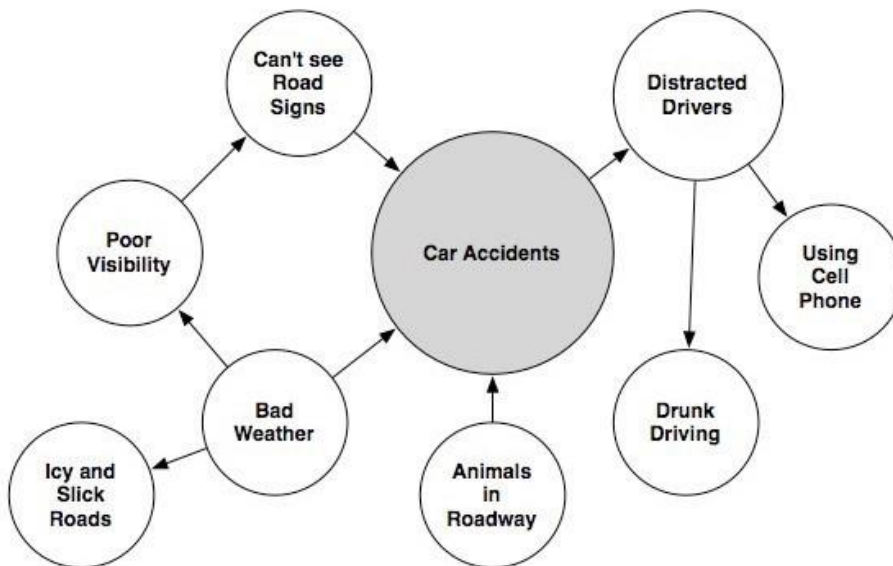 Can't see
Road
Signs
Distracted
Drivers
Poor
Visibility
Car Accidents
Using
Cell
Phone
Bad
Weather
Drunk
Driving
Icy and
Slick
Roads
Animals
in
Roadway